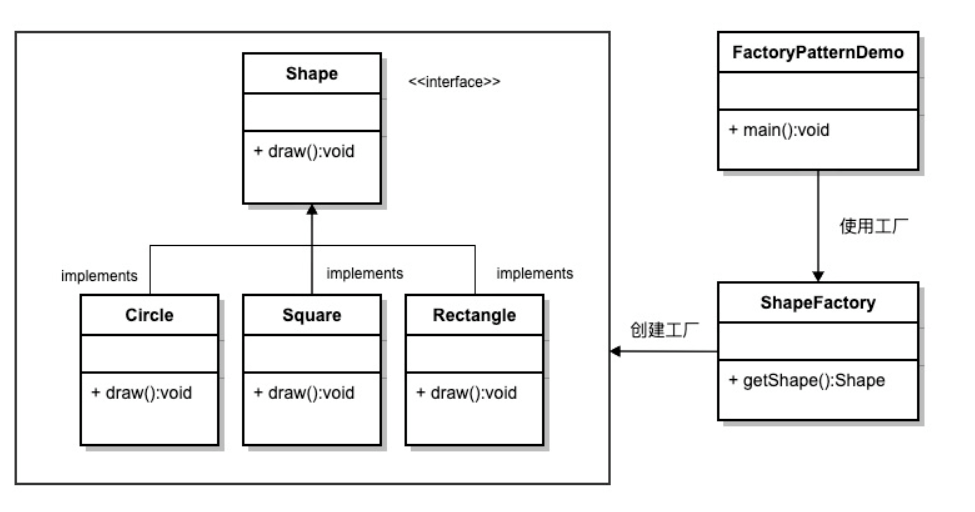 Shape
<<interface>>
+ draw():void
implements
implements
implements
Circle
+ draw():void
Square
+ draw():void
Rectangle
+ draw():void
FactoryPatternDemo
+ main():void
使用工厂
ShapeFactory
+ getShape():Shape
创建工厂